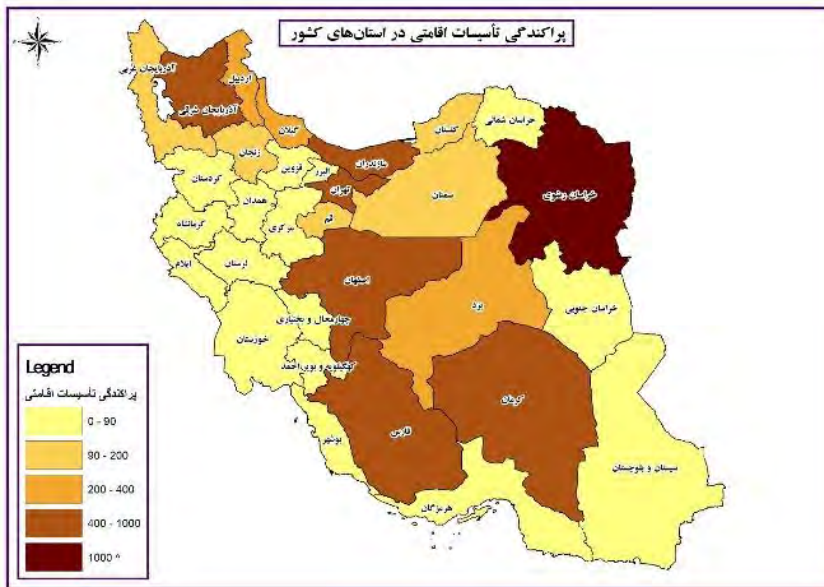 پراکندگی تأسیسات اقامتی در استان‌های کشور
آذربایجان غربی
آذربایجان شرقی
اردبیل
گیلان
زنجان
کردستان
قزوین
البرز
مازندران
تهران
گلستان
خراسان شمالی
خراسان رضوی
سمنان
قم
همدان
مرکزی
کرمانشاه
لرستان
ایلام
اصفهان
یزد
خراسان جنوبی
چهارمحال و بختیاری
خوزستان
کهگیلویه و بویراحمد
فارس
کرمان
بوشهر
هرمزگان
سیستان و بلوچستان
Legend
پراکندگی تأسیسات اقامتی
0 - 90
90 - 200
200 - 400
400 - 1000
1000 ^